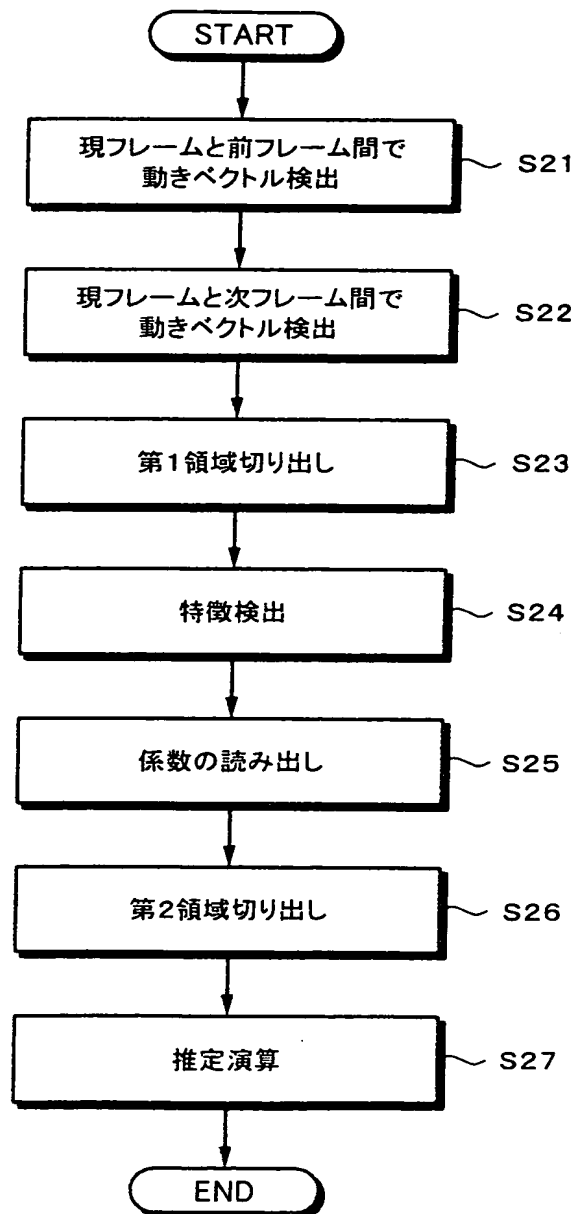 START
現フレームと前フレーム間で
動きベクトル検出
S21
現フレームと次フレーム間で
動きベクトル検出
S22
第1領域切り出し
S23
特徴検出
S24
係数の読み出し
S25
第2領域切り出し
S26
推定演算
S27
END